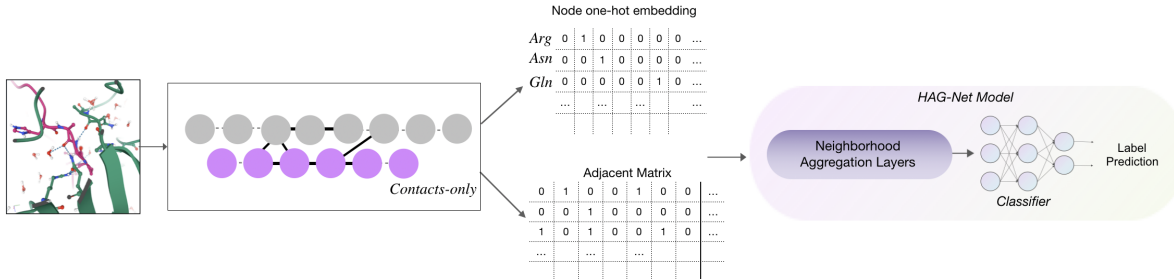 Node one-hot embedding
Arg 0 1 0 0 0 0 0 ...
Asn 0 0 1 0 0 0 0 ...
Gln 0 0 0 0 0 1 0 ...
... ... ... ...
Contacts-only
Adjacent Matrix
0 1 0 0 1 0 0 ...
0 0 1 0 0 0 0 ...
1 0 1 0 0 1 0 ...
... ... ...
HAG-Net Model
Neighborhood
Aggregation Layers
Classifier
Label
Prediction